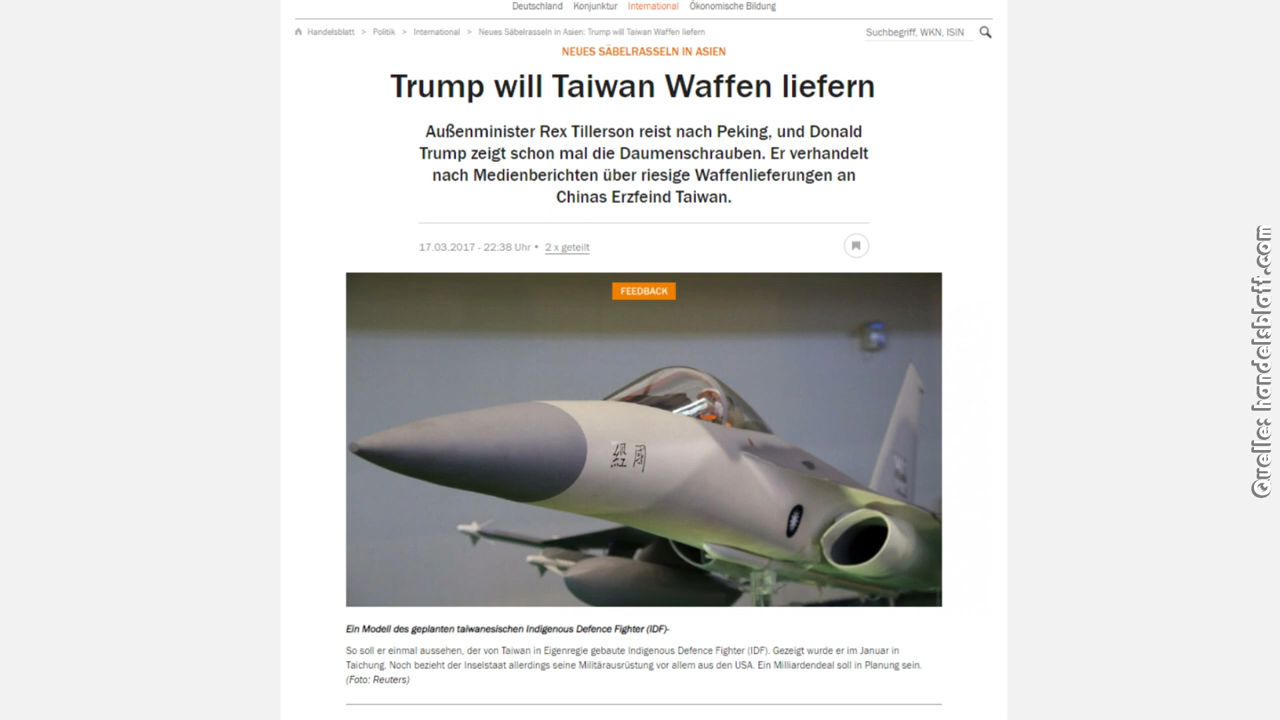 Deutschland Konjunktur International Ökonomische Bildung
Handelsblatt > Politik > International > Neues Säbelrasseln in Asien: Trump will Taiwan Waffen liefern
Suchbegriff, WKN, ISIN
NEUES SÄBELRASSELN IN ASIEN
Trump will Taiwan Waffen liefern
Außenminister Rex Tillerson reist nach Peking, und Donald
Trump zeigt schon mal die Daumenschrauben. Er verhandelt
nach Medienberichten über riesige Waffenlieferungen an
Chinas Erzfeind Taiwan.
17.03.2017 - 22:38 Uhr • 2 x geteilt
FEEDBACK
經國
Ein Modell des geplanten taiwanesischen Indigenous Defence Fighter (IDF)-
So soll er einmal aussehen, der von Taiwan in Eigenregie gebaute Indigenous Defence Fighter (IDF). Gezeigt wurde er im Januar in
Taichung. Noch bezieht der Inselstaat allerdings seine Militärausrüstung vor allem aus den USA. Ein Milliardendeal soll in Planung sein.
(Foto: Reuters)
Quelle: handelsblatt.com